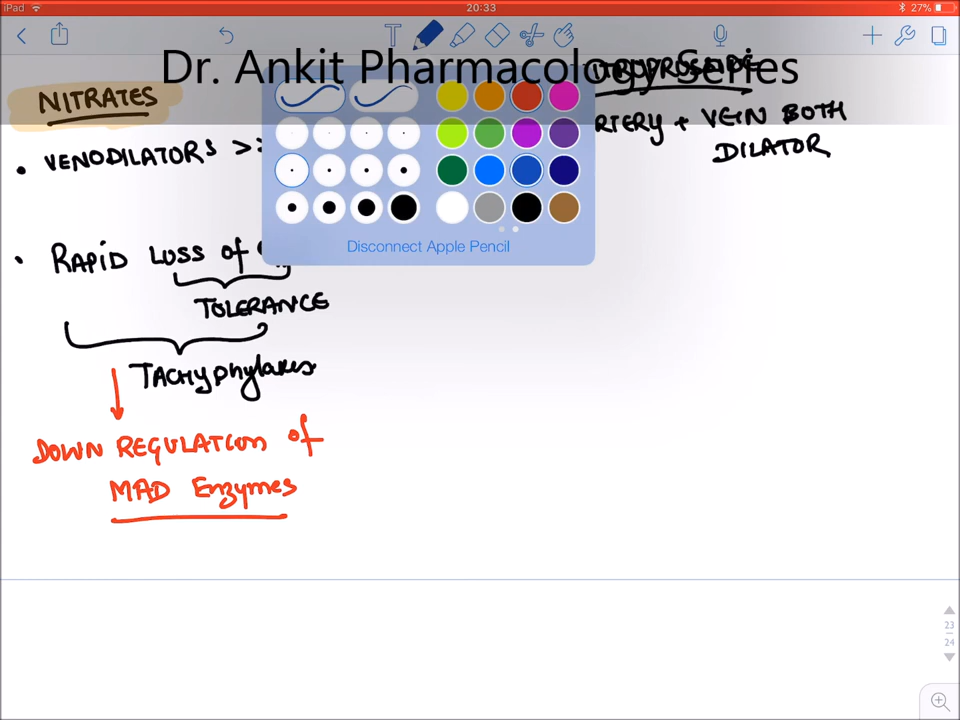 iPad 20:33 27%
Dr. Ankit Pharmacology Series
NITRATES
• VENODILATORS >
RTERY + VEIN BOTH
DILATOR
Disconnect Apple Pencil
• RAPID LOSS of
TOLERANCE
TACHYPhylaxes
DOWN REGULATION of
MAD Enzymes
23
24